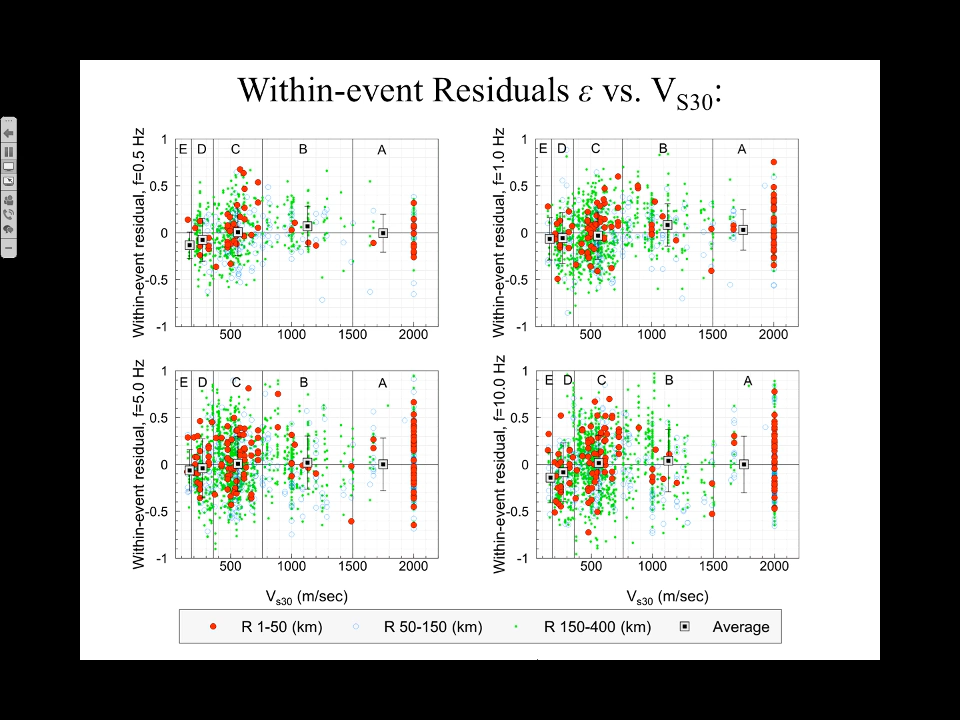 Within-event Residuals ε vs. V_S30:
Within-event residual, f=0.5 Hz
1
0.5
0
-0.5
-1
E D C B A
500 1000 1500 2000
Within-event residual, f=1.0 Hz
1
0.5
0
-0.5
-1
E D C B A
500 1000 1500 2000
Within-event residual, f=5.0 Hz
1
0.5
0
-0.5
-1
E D C B A
500 1000 1500 2000
V_s30 (m/sec)
Within-event residual, f=10.0 Hz
1
0.5
0
-0.5
-1
E D C B A
500 1000 1500 2000
V_s30 (m/sec)
R 1-50 (km) R 50-150 (km) R 150-400 (km) Average